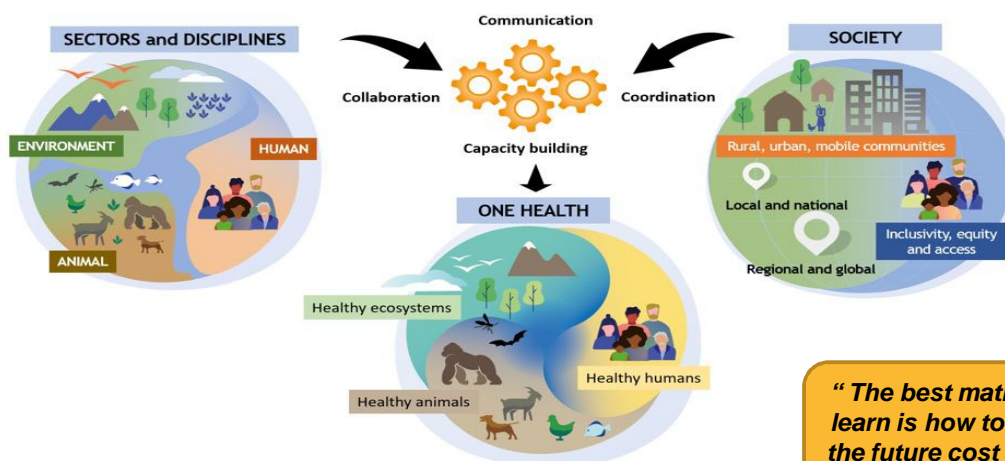 Communication
SECTORS and DISCIPLINES
SOCIETY
Collaboration
Coordination
ENVIRONMENT
HUMAN
Rural, urban, mobile communities
Capacity building
Local and national
ONE HEALTH
Inclusivity, equity
and access
ANIMAL
Regional and global
Healthy ecosystems
Healthy humans
Healthy animals
“ The best
learn is how to
the future cost